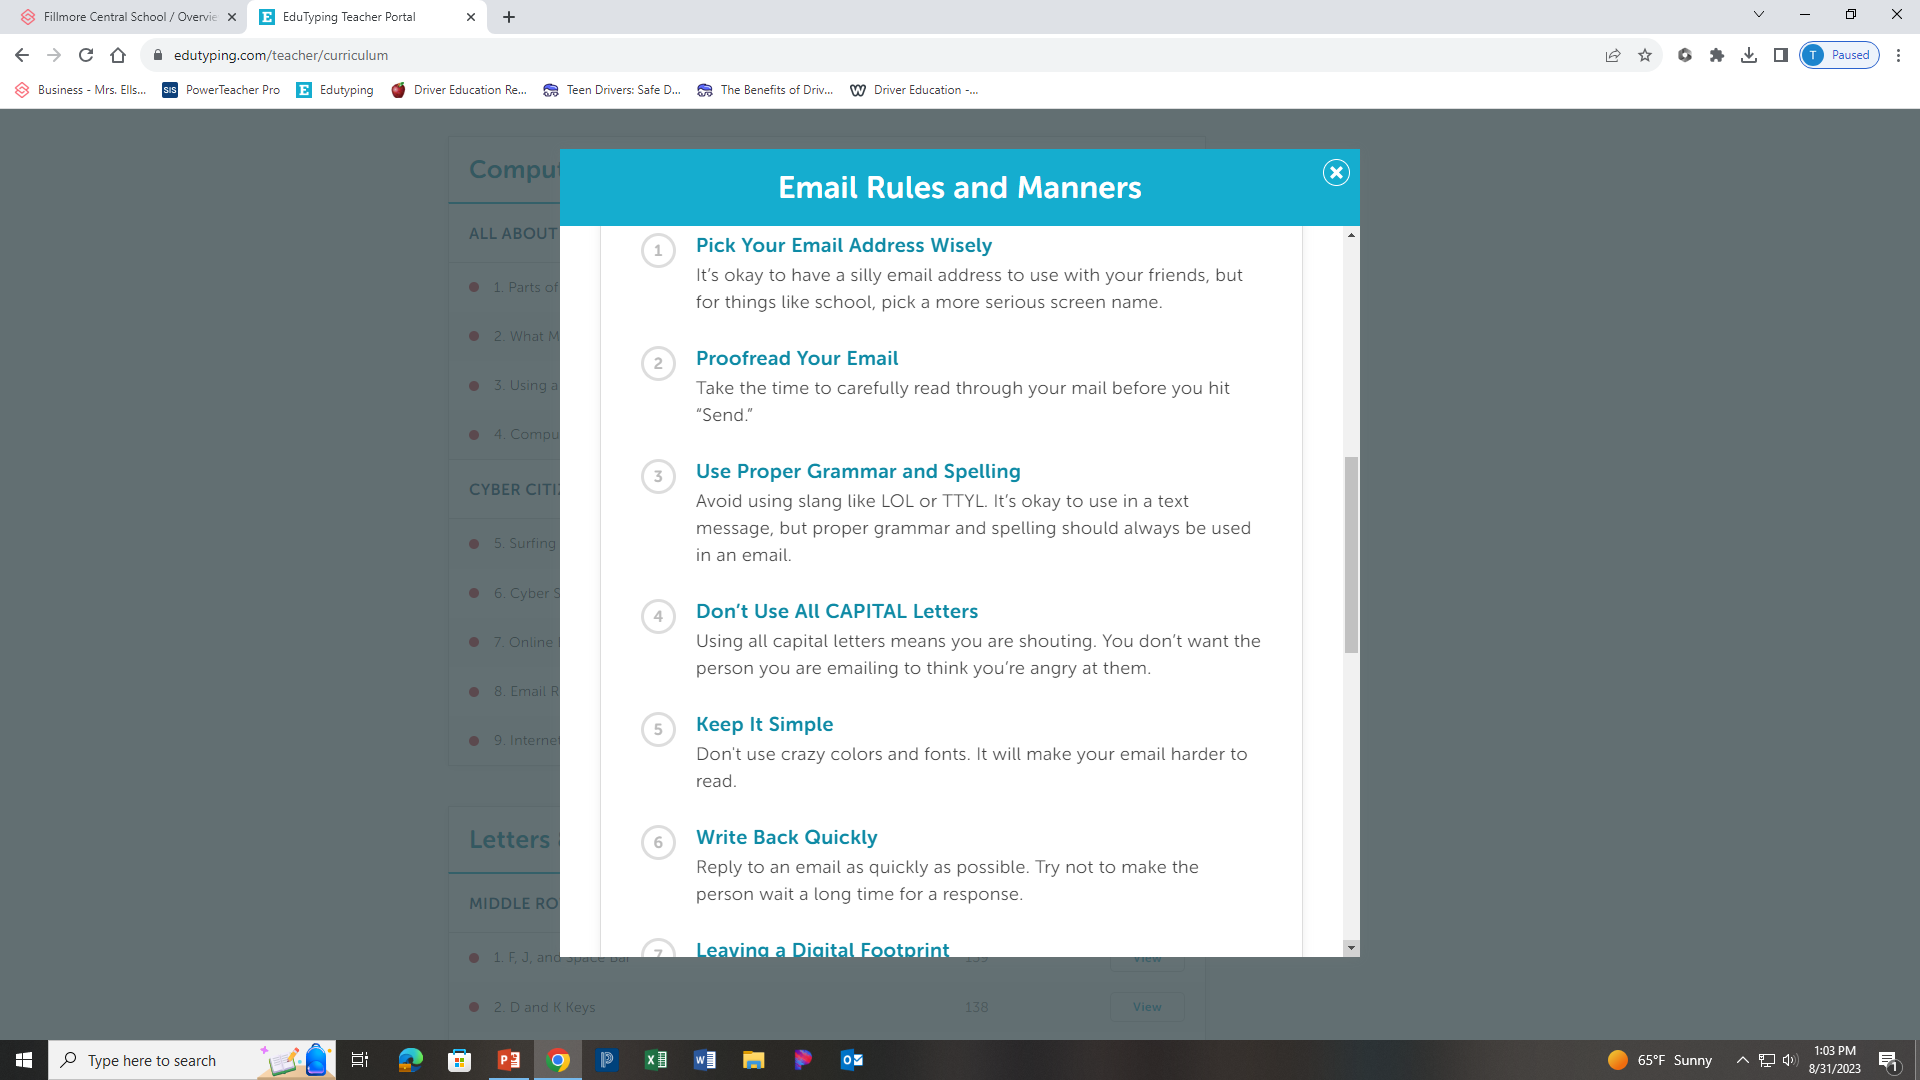 Fillmore Central School / Overvie
EduTyping Teacher Portal
edutyping.com/teacher/curriculum
T Paused
Business - Mrs. Ells...
SIS PowerTeacher Pro
E Edutyping
Driver Education Re...
Teen Drivers: Safe D...
The Benefits of Driv...
W Driver Education -...
Comput
ALL ABOUT
1. Parts of
2. What M
3. Using a
4. Compu
CYBER CITI
5. Surfing
6. Cyber S
7. Online
8. Email R
9. Interne
Letters
MIDDLE RO
1. F, J, and Space Bar 139 View
2. D and K Keys 138 View
Email Rules and Manners
1 Pick Your Email Address Wisely
It’s okay to have a silly email address to use with your friends, but
for things like school, pick a more serious screen name.
2 Proofread Your Email
Take the time to carefully read through your mail before you hit
“Send.”
3 Use Proper Grammar and Spelling
Avoid using slang like LOL or TTYL. It’s okay to use in a text
message, but proper grammar and spelling should always be used
in an email.
4 Don’t Use All CAPITAL Letters
Using all capital letters means you are shouting. You don’t want the
person you are emailing to think you’re angry at them.
5 Keep It Simple
Don't use crazy colors and fonts. It will make your email harder to
read.
6 Write Back Quickly
Reply to an email as quickly as possible. Try not to make the
person wait a long time for a response.
7 Leaving a Digital Footprint
Type here to search
65°F Sunny
1:03 PM
8/31/2023
1